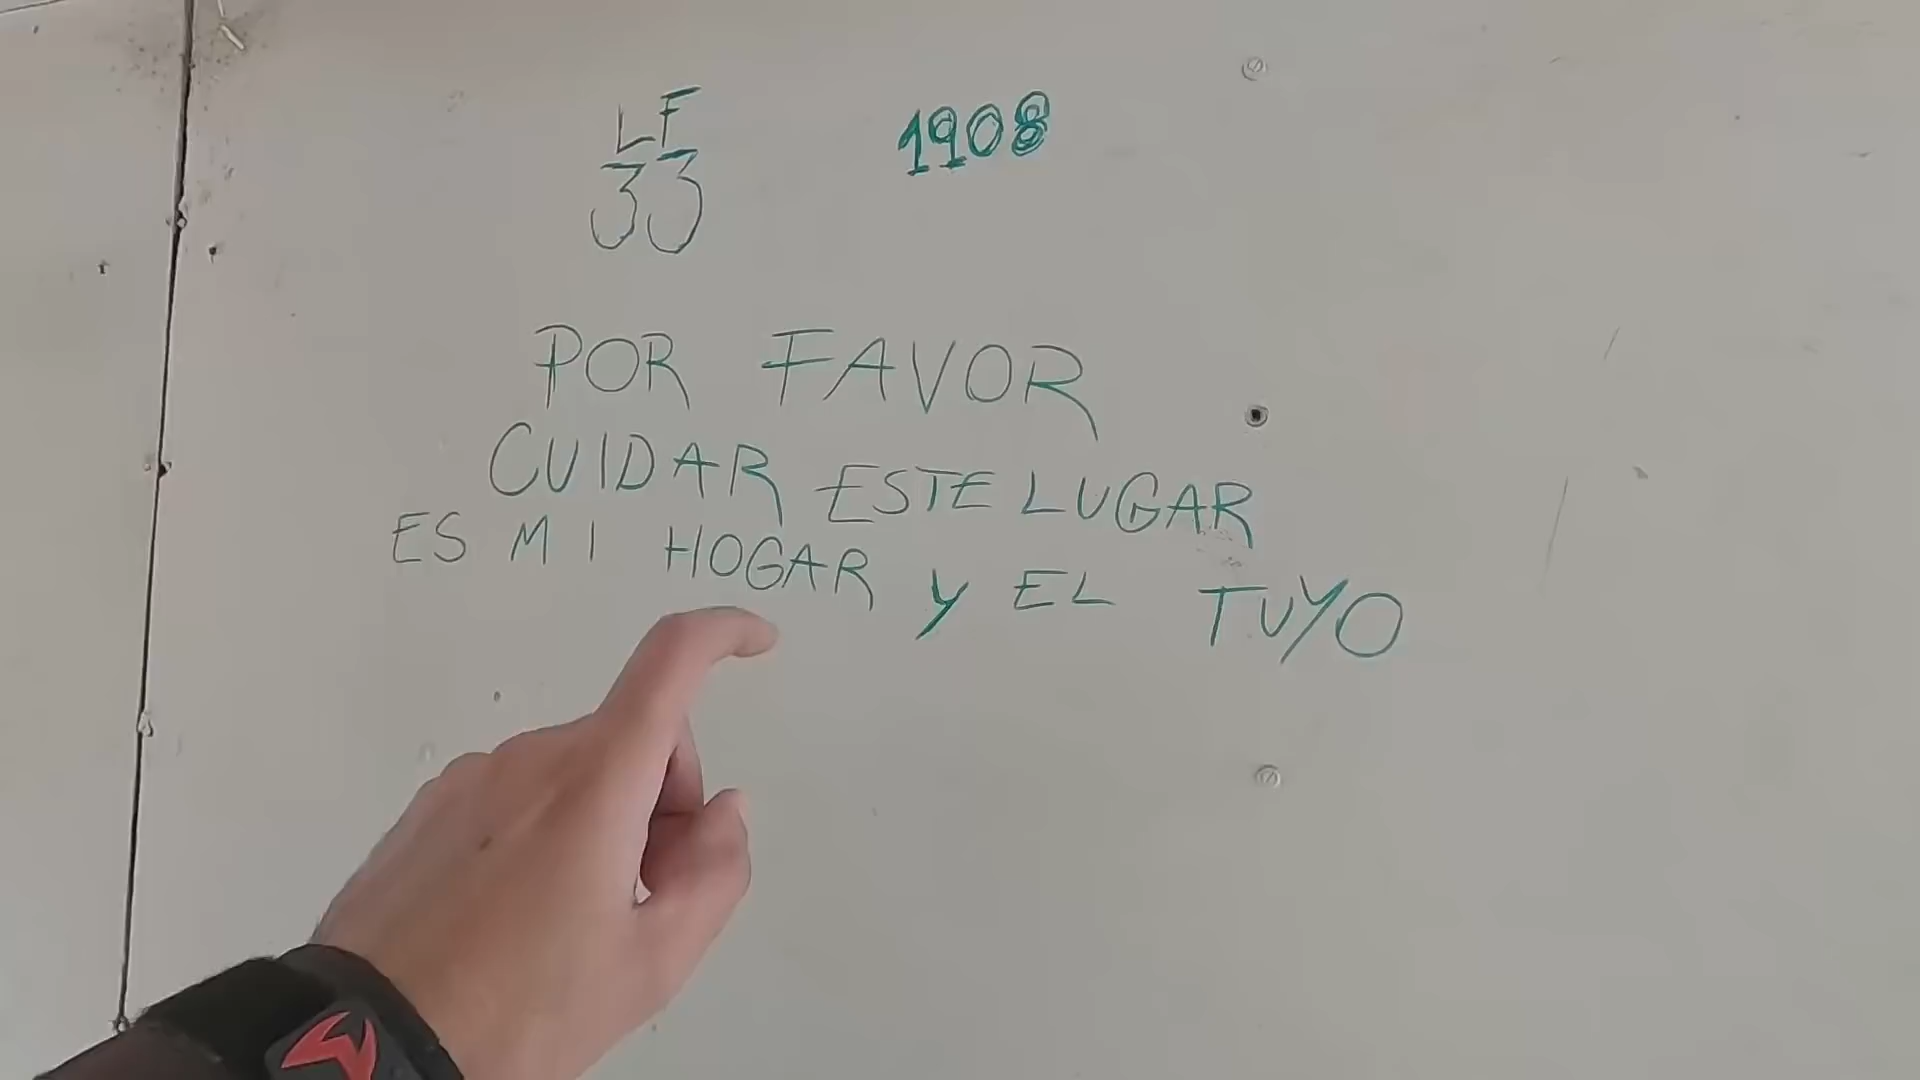 LF 1908
33
POR FAVOR
CUIDAR ESTE LUGAR
ES MI HOGAR Y EL TUYO